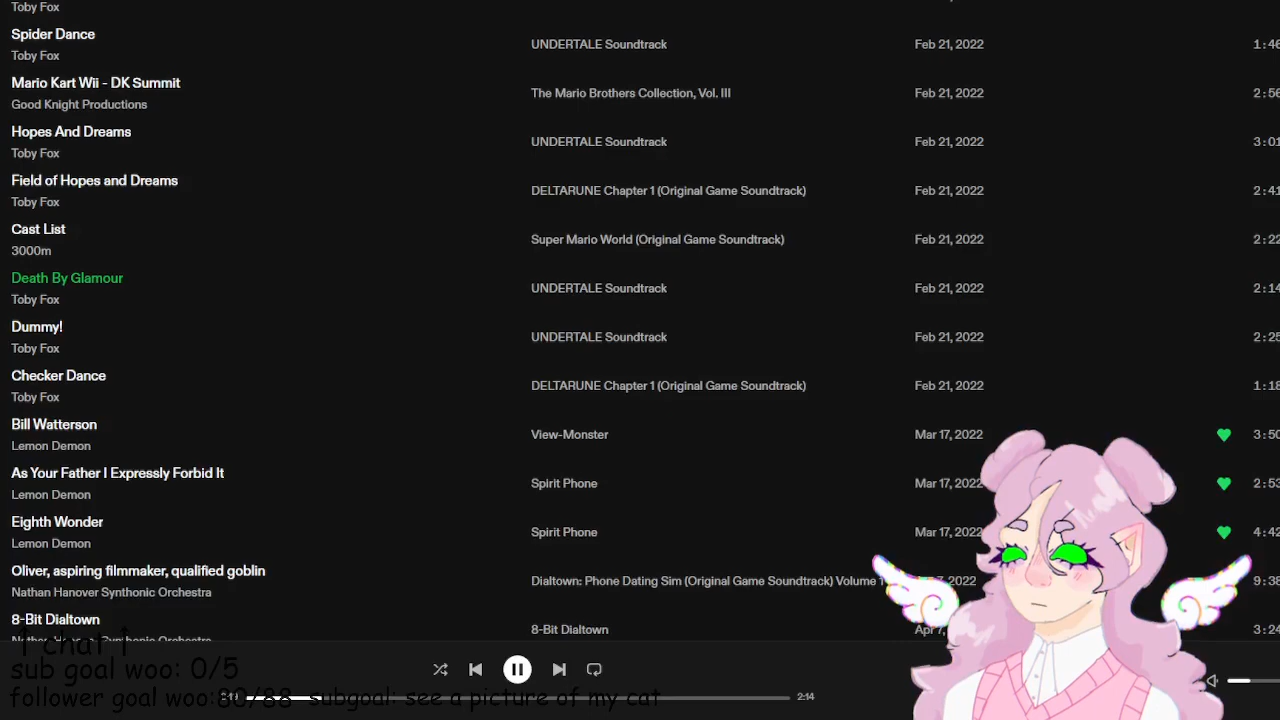 Toby Fox
Spider Dance
Toby Fox
UNDERTALE Soundtrack
Feb 21, 2022
1:46
Mario Kart Wii - DK Summit
Good Knight Productions
The Mario Brothers Collection, Vol. III
Feb 21, 2022
2:56
Hopes And Dreams
Toby Fox
UNDERTALE Soundtrack
Feb 21, 2022
3:01
Field of Hopes and Dreams
Toby Fox
DELTARUNE Chapter 1 (Original Game Soundtrack)
Feb 21, 2022
2:41
Cast List
3000m
Super Mario World (Original Game Soundtrack)
Feb 21, 2022
2:22
Death By Glamour
Toby Fox
UNDERTALE Soundtrack
Feb 21, 2022
2:14
Dummy!
Toby Fox
UNDERTALE Soundtrack
Feb 21, 2022
2:25
Checker Dance
Toby Fox
DELTARUNE Chapter 1 (Original Game Soundtrack)
Feb 21, 2022
1:18
Bill Watterson
Lemon Demon
View-Monster
Mar 17, 2022
3:50
As Your Father I Expressly Forbid It
Lemon Demon
Spirit Phone
Mar 17, 2022
2:53
Eighth Wonder
Lemon Demon
Spirit Phone
Mar 17, 2022
4:42
Oliver, aspiring filmmaker, qualified goblin
Nathan Hanover Synthonic Orchestra
Dialtown: Phone Dating Sim (Original Game Soundtrack) Volume 1
2022
9:38
8-Bit Dialtown
8-Bit Dialtown
Apr 7,
3:24
↑ chat ↑
sub goal woo: 0/5
follower goal woo: 80/88 subgoal: see a picture of my cat
2:14